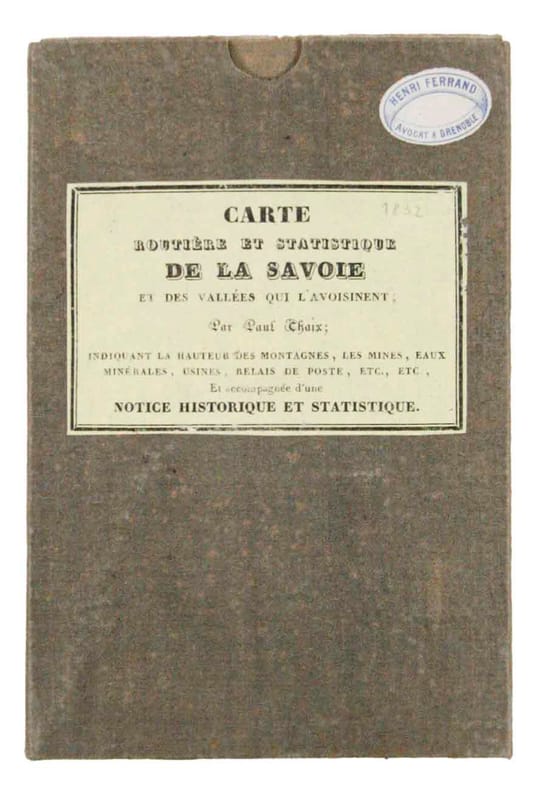 HENRI FERRAND
AVOCAT A GRENOBLE
CARTE
1832
ROUTIÈRE ET STATISTIQUE
DE LA SAVOIE
ET DES VALLÉES QUI L'AVOISINENT;
Par Paul Chaix;
INDIQUANT LA HAUTEUR DES MONTAGNES, LES MINES, EAUX
MINÉRALES, USINES, RELAIS DE POSTE, ETC., ETC.,
Et accompagnée d'une
NOTICE HISTORIQUE ET STATISTIQUE.